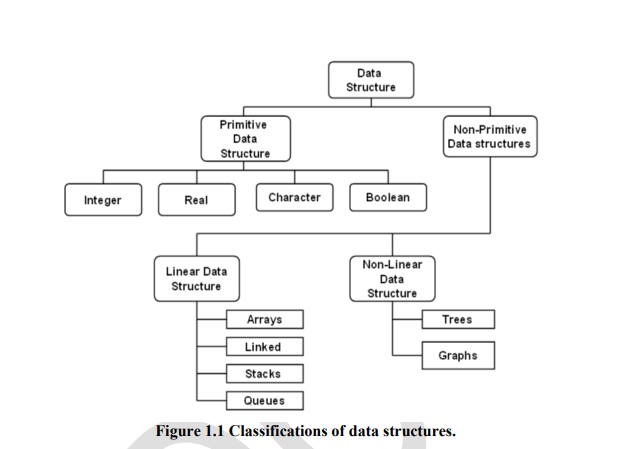 Data
Structure
Primitive
Data
Structure
Non-Primitive
Data structures
Integer
Real
Character
Boolean
Linear Data
Structure
Non-Linear
Data
Structure
Arrays
Linked
Stacks
Queues
Trees
Graphs
Figure 1.1 Classifications of data structures.